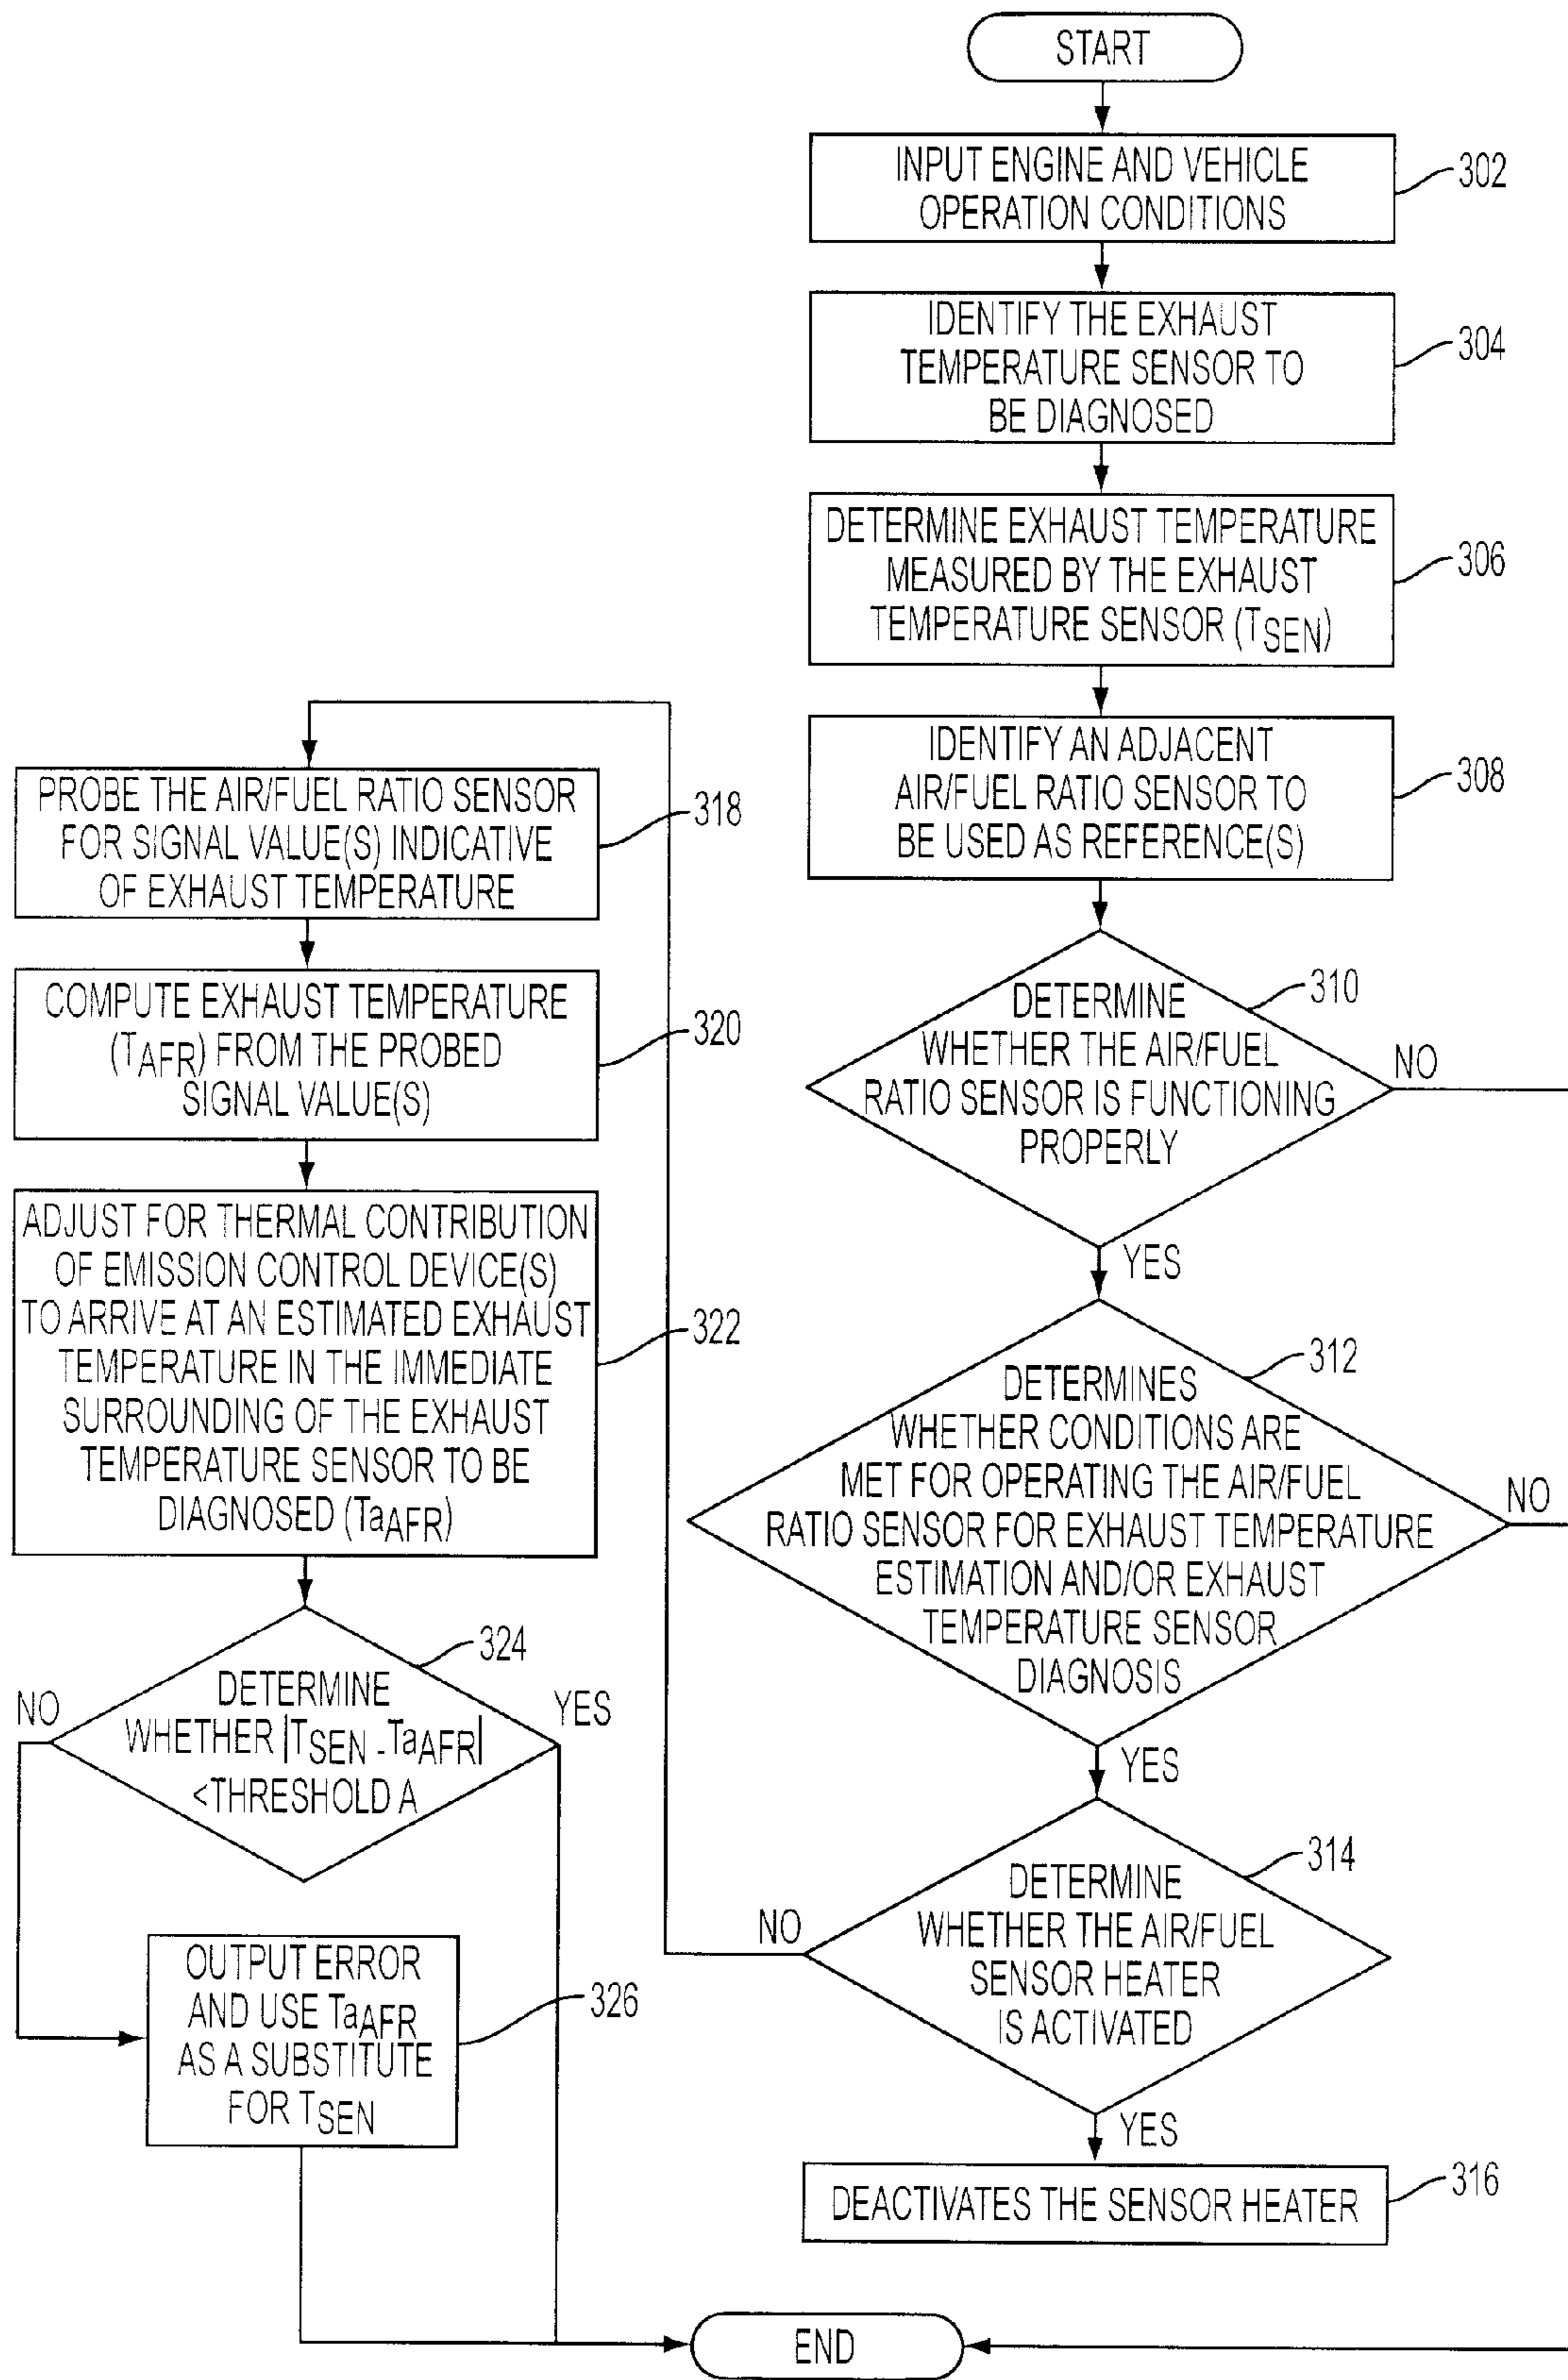 START
INPUT ENGINE AND VEHICLE
OPERATION CONDITIONS
302
IDENTIFY THE EXHAUST
TEMPERATURE SENSOR TO
BE DIAGNOSED
304
DETERMINE EXHAUST TEMPERATURE
MEASURED BY THE EXHAUST
TEMPERATURE SENSOR (TSEN)
306
IDENTIFY AN ADJACENT
AIR/FUEL RATIO SENSOR TO
BE USED AS REFERENCE(S)
308
DETERMINE
WHETHER THE AIR/FUEL
RATIO SENSOR IS FUNCTIONING
PROPERLY
310
NO
YES
DETERMINES
WHETHER CONDITIONS ARE
MET FOR OPERATING THE AIR/FUEL
RATIO SENSOR FOR EXHAUST TEMPERATURE
ESTIMATION AND/OR EXHAUST
TEMPERATURE SENSOR
DIAGNOSIS
312
NO
YES
DETERMINE
WHETHER THE AIR/FUEL
SENSOR HEATER
IS ACTIVATED
314
NO
YES
DEACTIVATES THE SENSOR HEATER
316
PROBE THE AIR/FUEL RATIO SENSOR
FOR SIGNAL VALUE(S) INDICATIVE
OF EXHAUST TEMPERATURE
318
COMPUTE EXHAUST TEMPERATURE
(TAFR) FROM THE PROBED
SIGNAL VALUE(S)
320
ADJUST FOR THERMAL CONTRIBUTION
OF EMISSION CONTROL DEVICE(S)
TO ARRIVE AT AN ESTIMATED EXHAUST
TEMPERATURE IN THE IMMEDIATE
SURROUNDING OF THE EXHAUST
TEMPERATURE SENSOR TO BE
DIAGNOSED (TaAFR)
322
DETERMINE
WHETHER |TSEN - TaAFR|
<THRESHOLD A
324
NO
YES
OUTPUT ERROR
AND USE TaAFR
AS A SUBSTITUTE
FOR TSEN
326
END